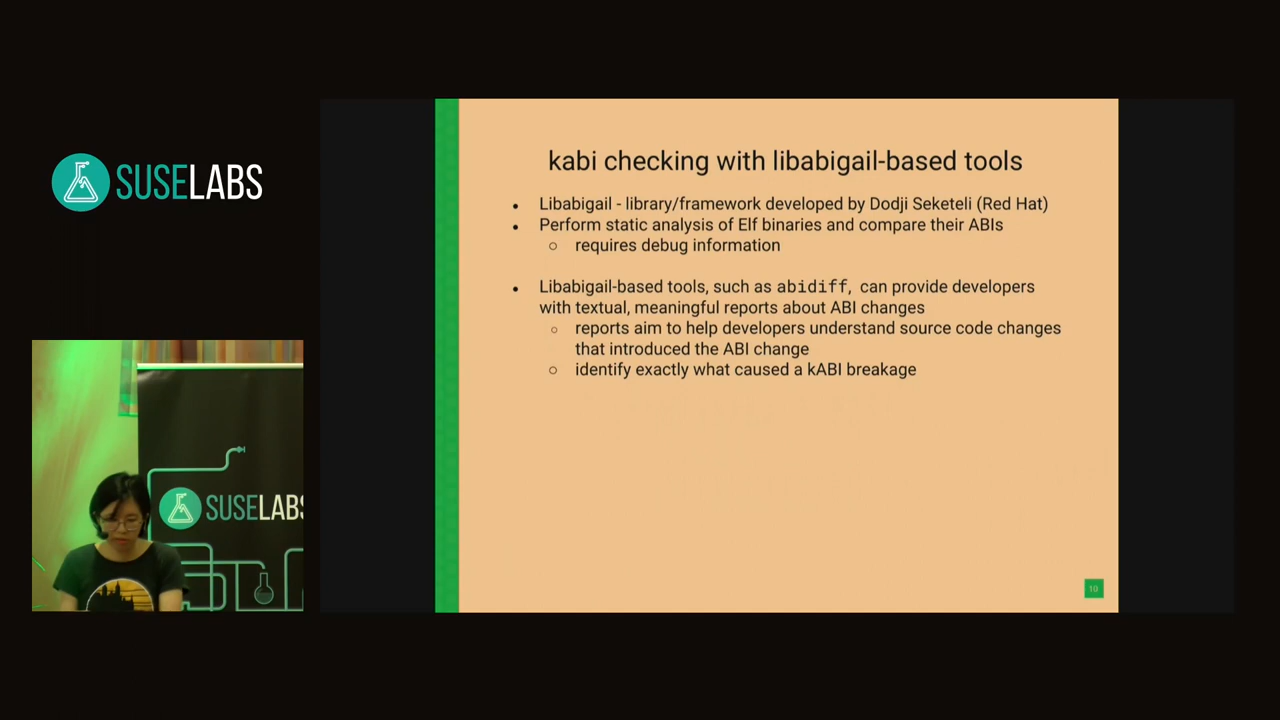 SUSELABS
kabi checking with libabigail-based tools
Libabigail - library/framework developed by Dodji Seketeli (Red Hat)
Perform static analysis of Elf binaries and compare their ABIs
requires debug information
Libabigail-based tools, such as abidiff, can provide developers
with textual, meaningful reports about ABI changes
reports aim to help developers understand source code changes
that introduced the ABI change
identify exactly what caused a kABI breakage
SUSELABS
10